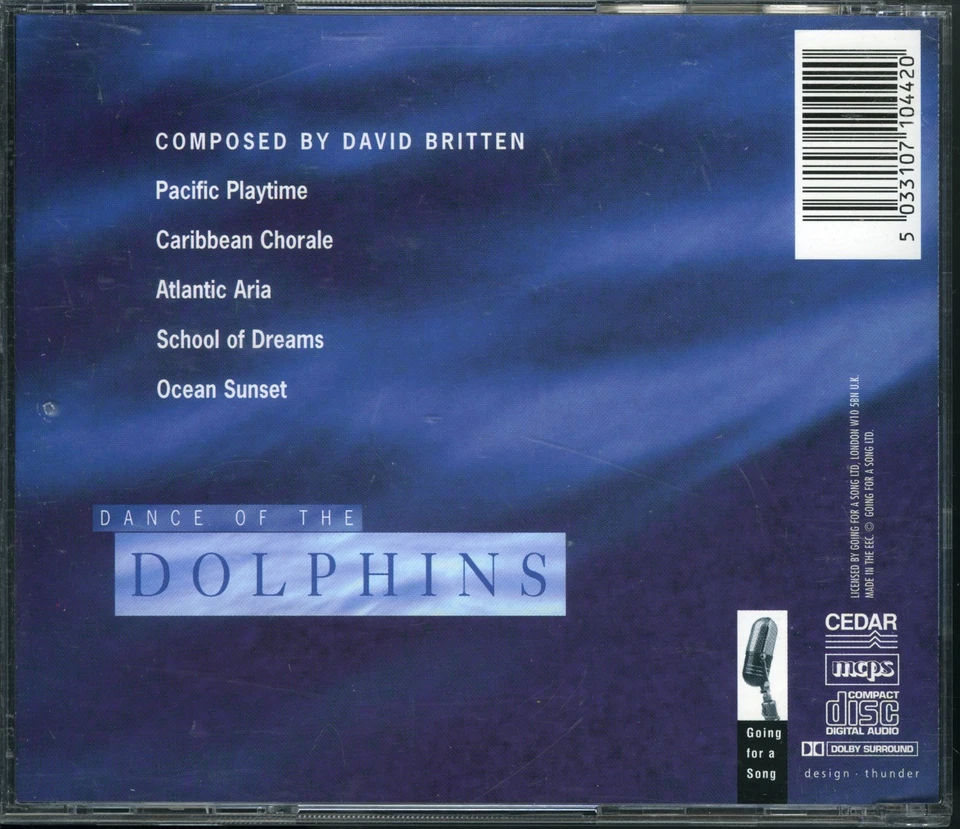 COMPOSED BY DAVID BRITTEN
Pacific Playtime
Caribbean Chorale
Atlantic Aria
School of Dreams
Ocean Sunset
DANCE OF THE
DOLPHINS
5 033107 104420
LICENSED BY GOING FOR A SONG LTD, LONDON W10 5BN U.K.
MADE IN THE EEC. © GOING FOR A SONG LTD.
Going
for a
Song
CEDAR
mcps
COMPACT
disc
DIGITAL AUDIO
DOLBY SURROUND
design · thunder